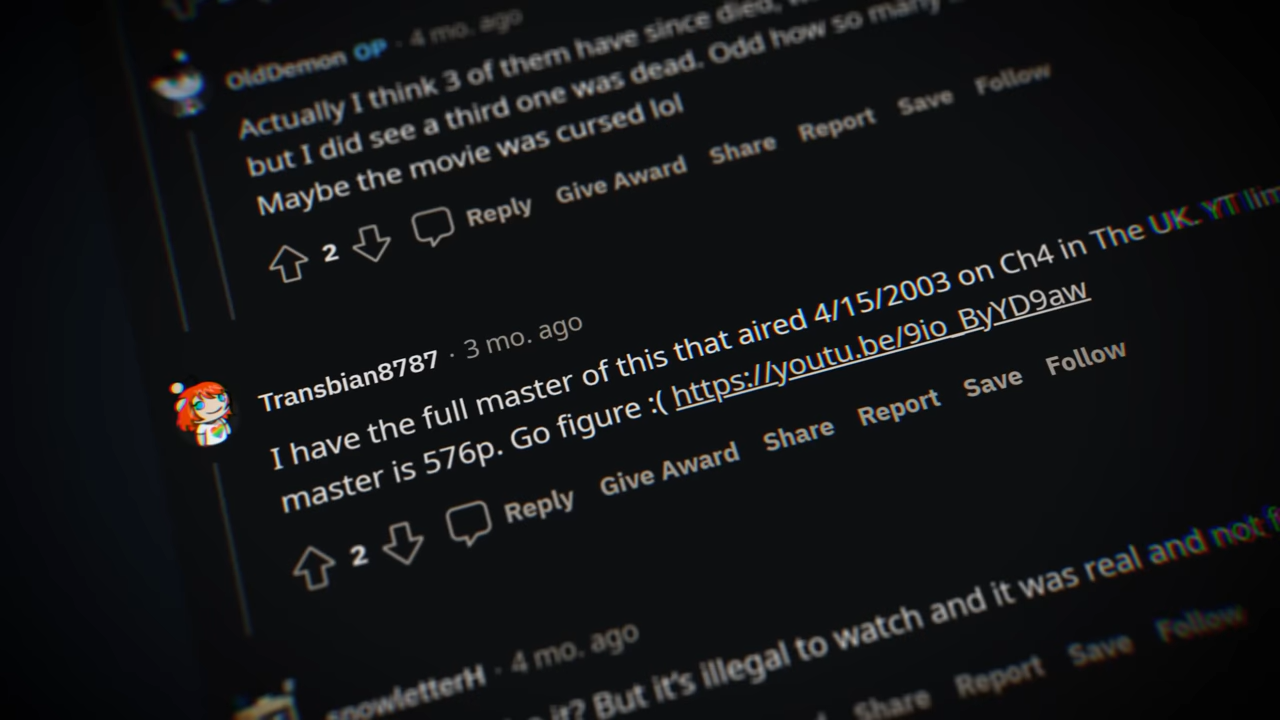 OldDemon OP · 4 mo. ago
Actually I think 3 of them have since died,
but I did see a third one was dead. Odd how so many
Maybe the movie was cursed lol
2 Reply Give Award Share Report Save Follow
Transbian8787 · 3 mo. ago
I have the full master of this that aired 4/15/2003 on Ch4 in The UK. YT
master is 576p. Go figure :( https://youtu.be/9io_ByYD9aw
2 Reply Give Award Share Report Save Follow
snowletterH · 4 mo. ago
it? But it's illegal to watch and it was real and not
Share Report Save Follow